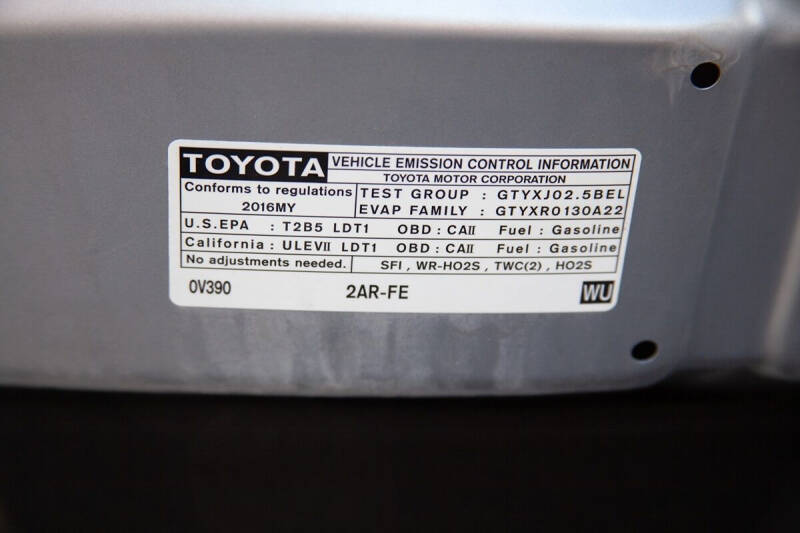 TOYOTA VEHICLE EMISSION CONTROL INFORMATION
TOYOTA MOTOR CORPORATION
Conforms to regulations
2016MY
TEST GROUP : GTYXJ02.5BEL
EVAP FAMILY : GTYXR0130A22
U.S.EPA : T2B5 LDT1 OBD : CAII Fuel : Gasoline
California : ULEVII LDT1 OBD : CAII Fuel : Gasoline
No adjustments needed. SFI , WR-HO2S , TWC(2) , HO2S
0V390 2AR-FE WU